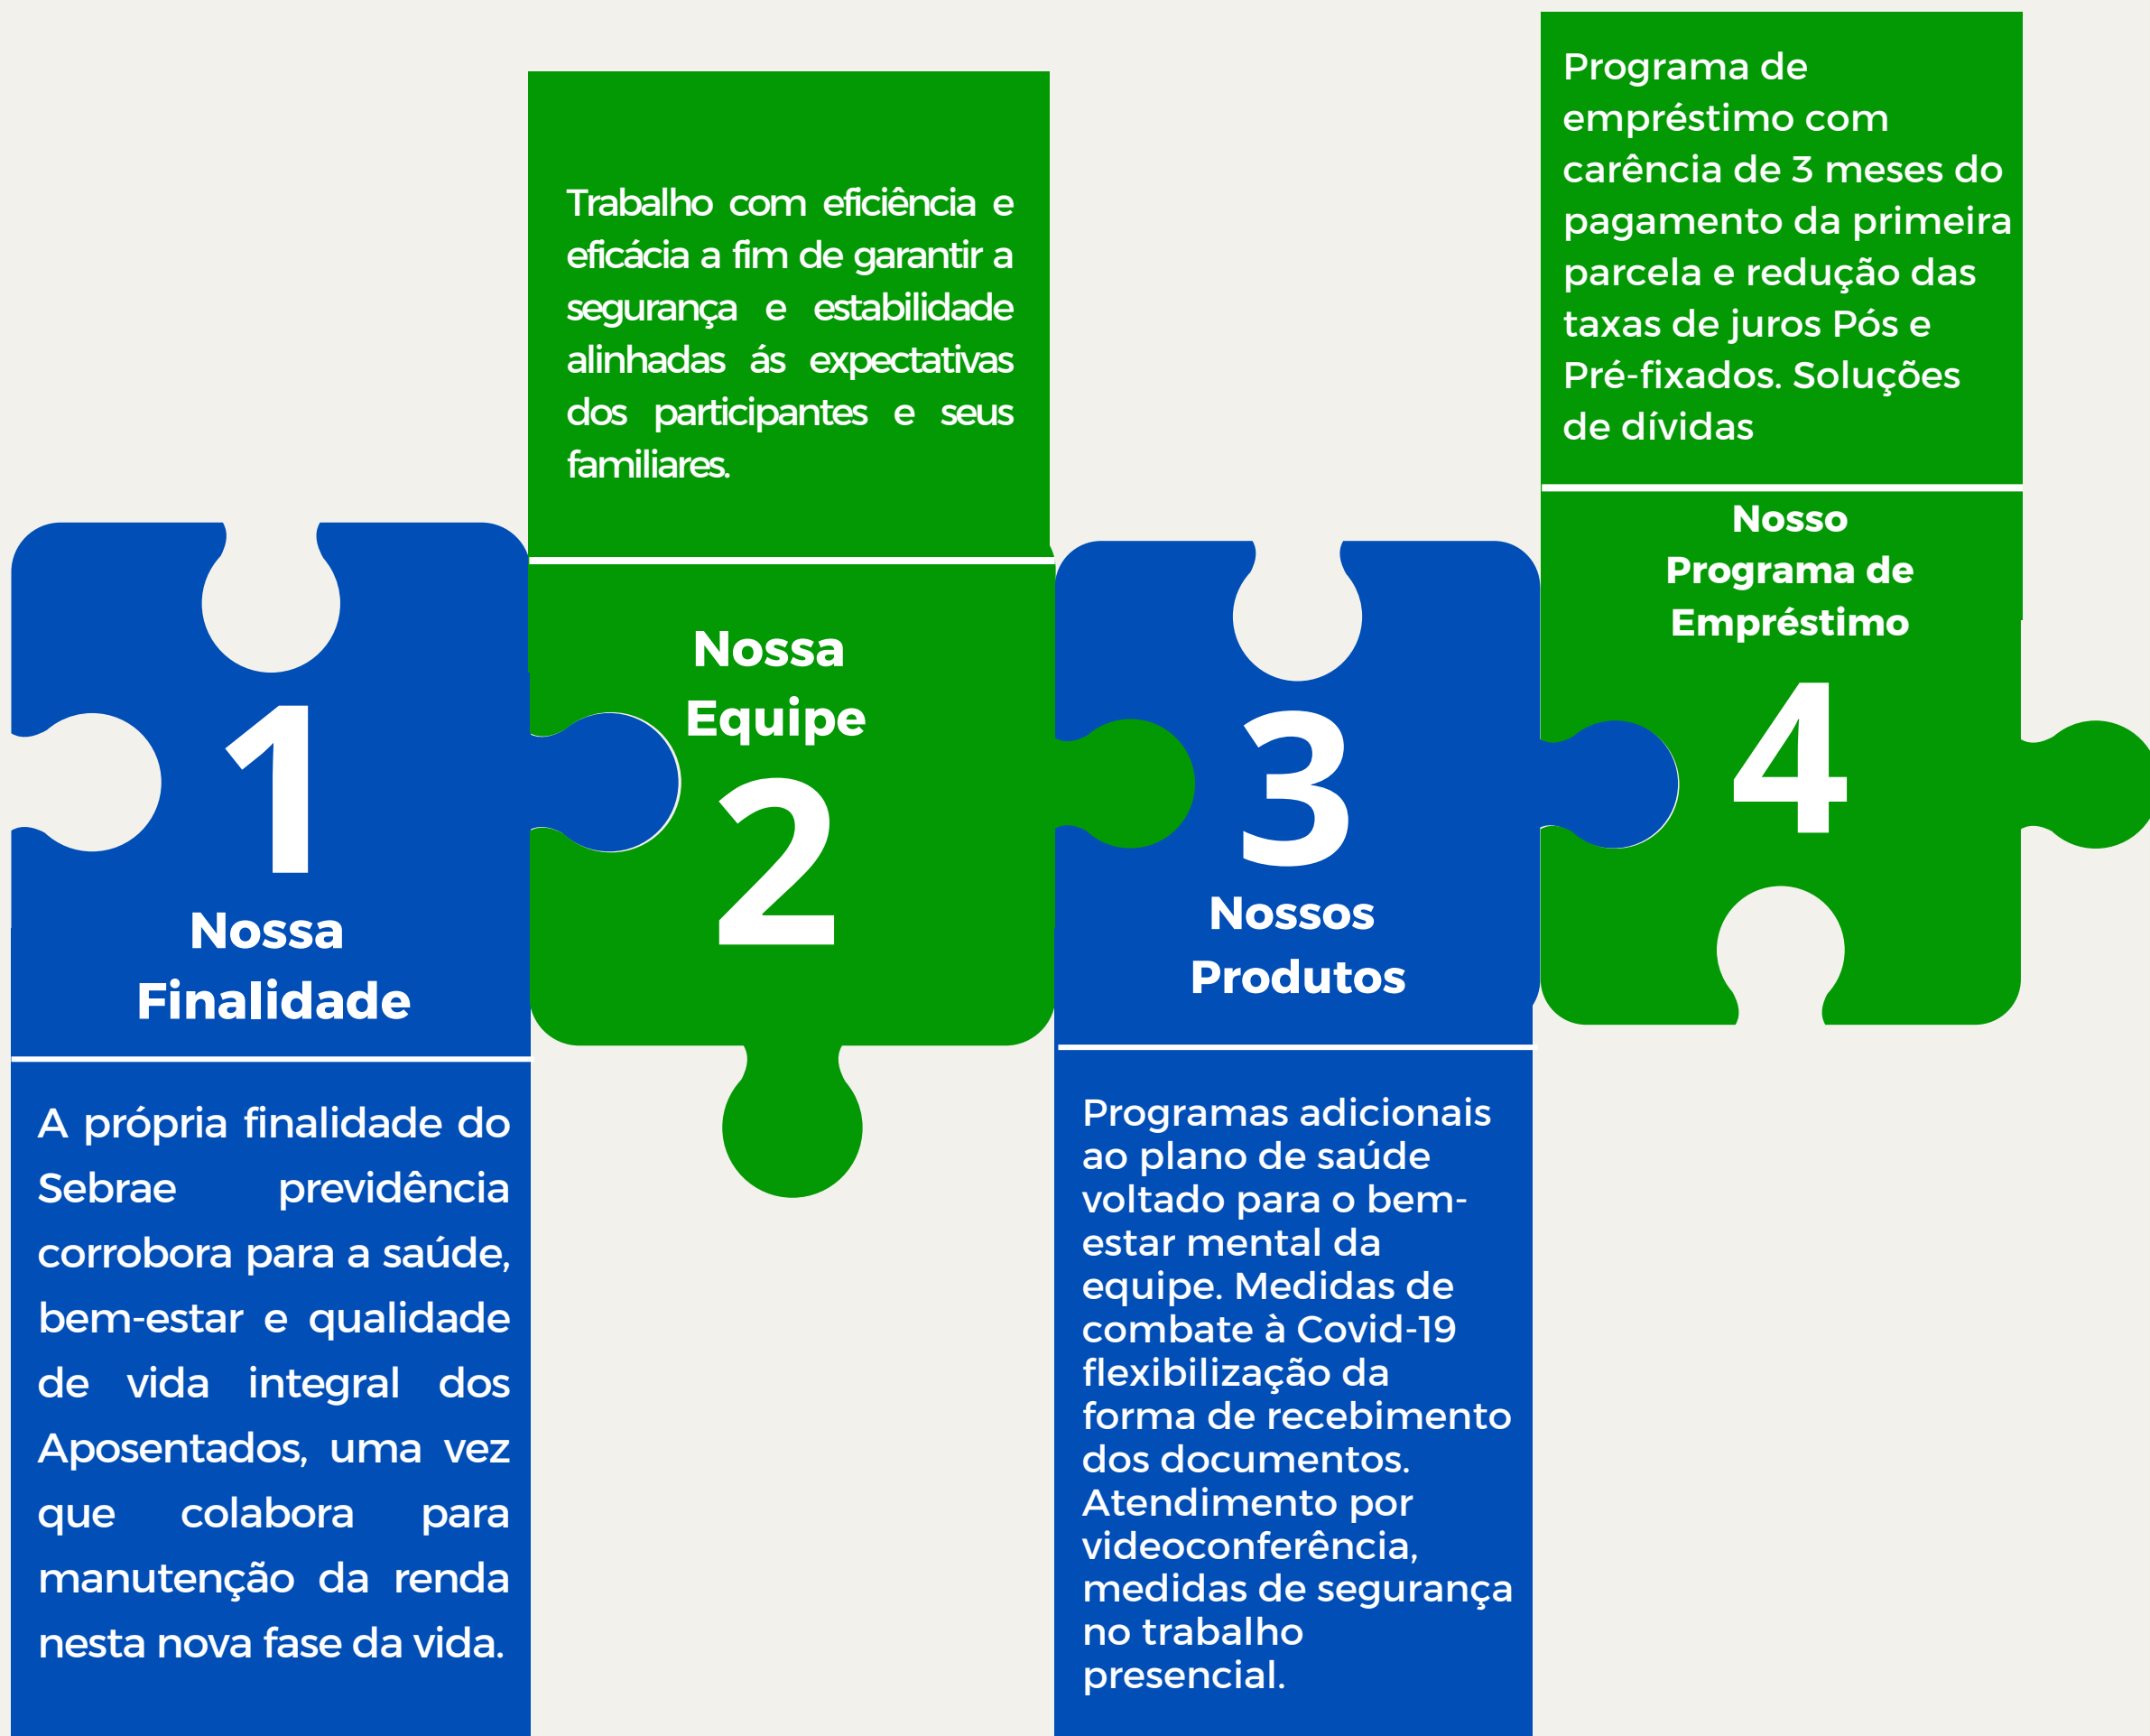 1
Nossa
Finalidade
A própria finalidade do
Sebrae previdência
corrobora para a saúde,
bem-estar e qualidade
de vida integral dos
Aposentados, uma vez
que colabora para
manutenção da renda
nesta nova fase da vida.
Trabalho com eficiência e
eficácia a fim de garantir a
segurança e estabilidade
alinhadas ás expectativas
dos participantes e seus
familiares.
Nossa
Equipe
2
3
Nossos
Produtos
Programas adicionais
ao plano de saúde
voltado para o bem-
estar mental da
equipe. Medidas de
combate à Covid-19
flexibilização da
forma de recebimento
dos documentos.
Atendimento por
videoconferência,
medidas de segurança
no trabalho
presencial.
Programa de
empréstimo com
carência de 3 meses do
pagamento da primeira
parcela e redução das
taxas de juros Pós e
Pré-fixados. Soluções
de dívidas
Nosso
Programa de
Empréstimo
4